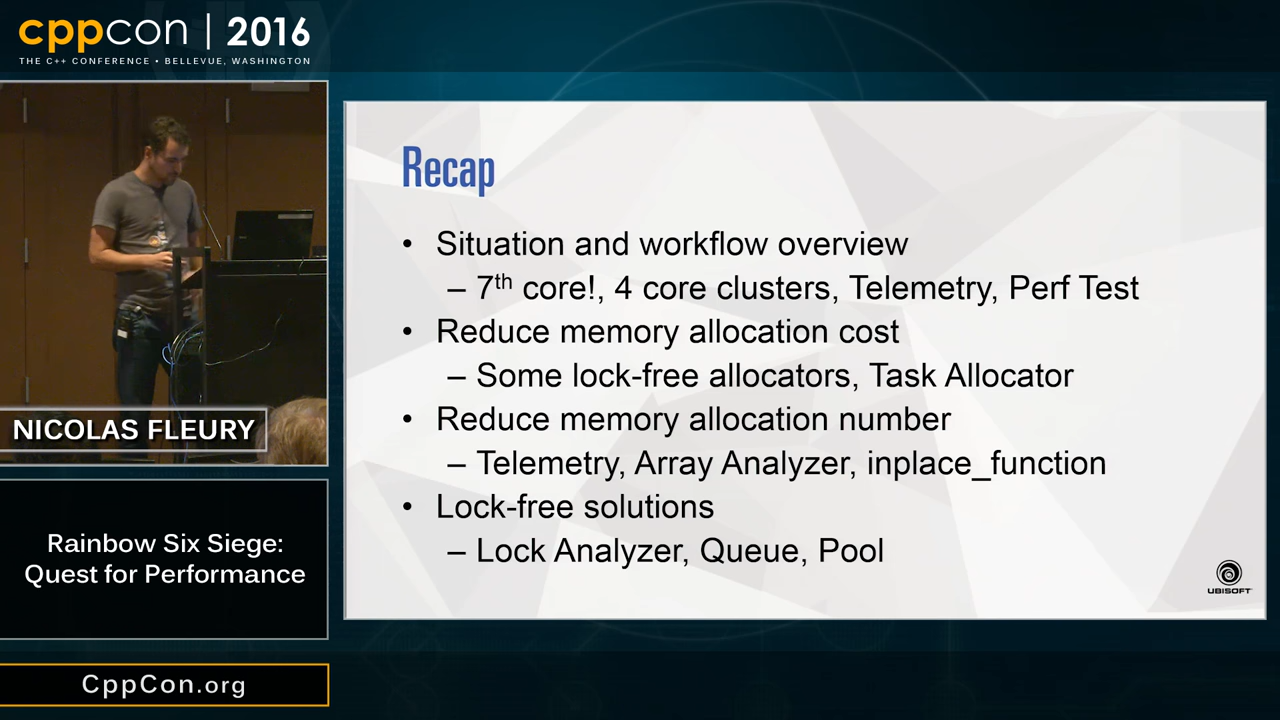 cppcon | 2016
THE C++ CONFERENCE • BELLEVUE, WASHINGTON
NICOLAS FLEURY
Rainbow Six Siege:
Quest for Performance
CppCon.org
Recap
• Situation and workflow overview
– 7th core!, 4 core clusters, Telemetry, Perf Test
• Reduce memory allocation cost
– Some lock-free allocators, Task Allocator
• Reduce memory allocation number
– Telemetry, Array Analyzer, inplace_function
• Lock-free solutions
– Lock Analyzer, Queue, Pool
UBISOFT